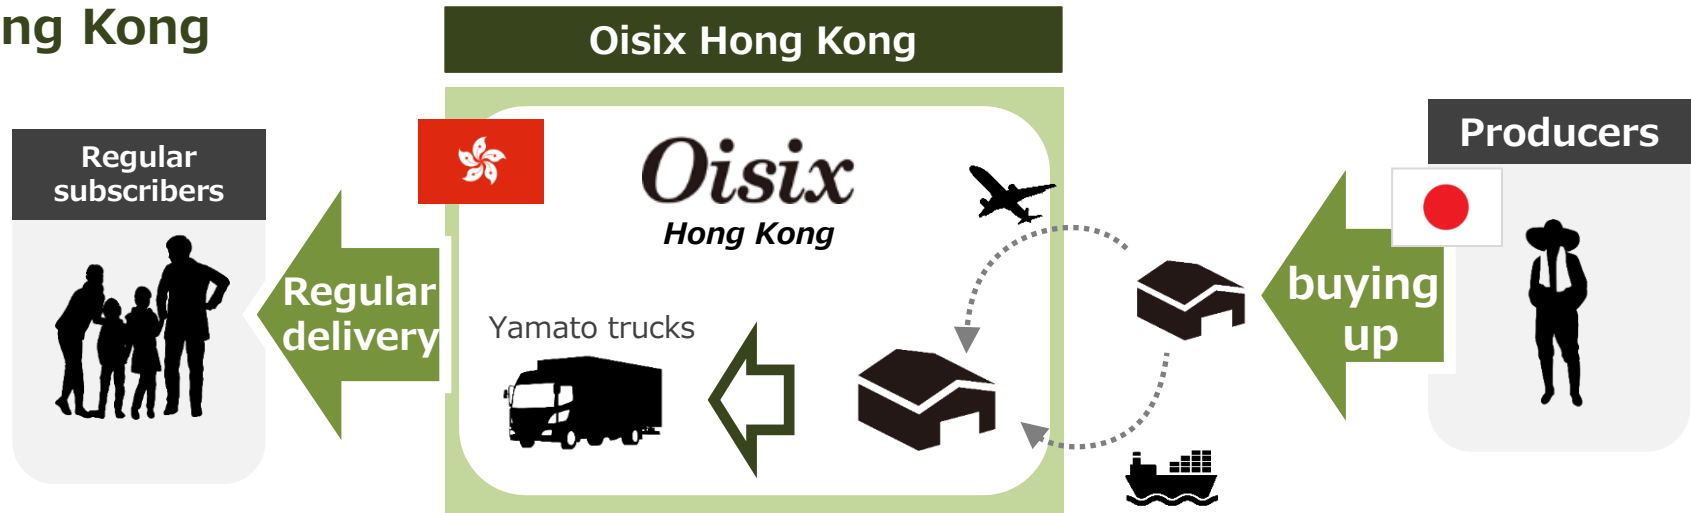 ng Kong
Oisix Hong Kong
Regular
subscribers
Oisix
Hong Kong
Producers
Regular
delivery
Yamato trucks
buying
up